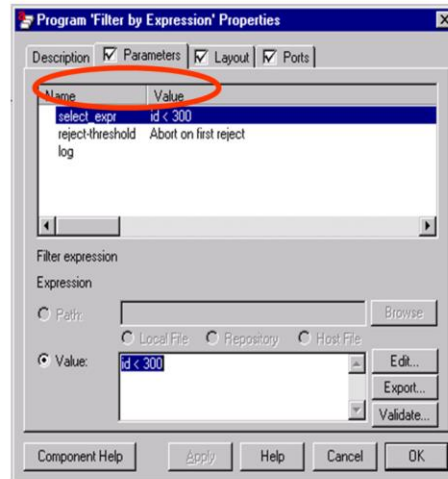 Program 'Filter by Expression' Properties
Description Parameters Layout Ports
Name Value
select_expr id < 300
reject-threshold Abort on first reject
log
Filter expression
Expression
Path: Browse
Local File Repository Host File
Value: id < 300 Edit...
Export...
Validate...
Component Help Apply Help Cancel OK